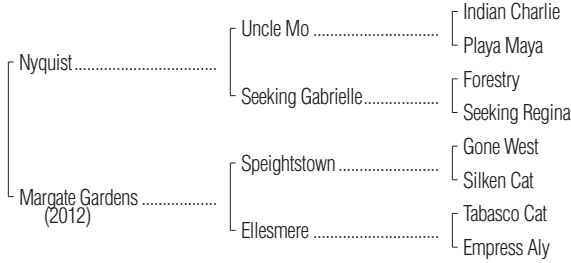 Indian Charlie
Uncle Mo ..................................
Playa Maya
Nyquist......................................
Forestry
Seeking Gabrielle....................
Seeking Regina
Gone West
Speightstown ...........................
Silken Cat
Margate Gardens ....................
(2012)
Tabasco Cat
Ellesmere ..................................
Empress Aly